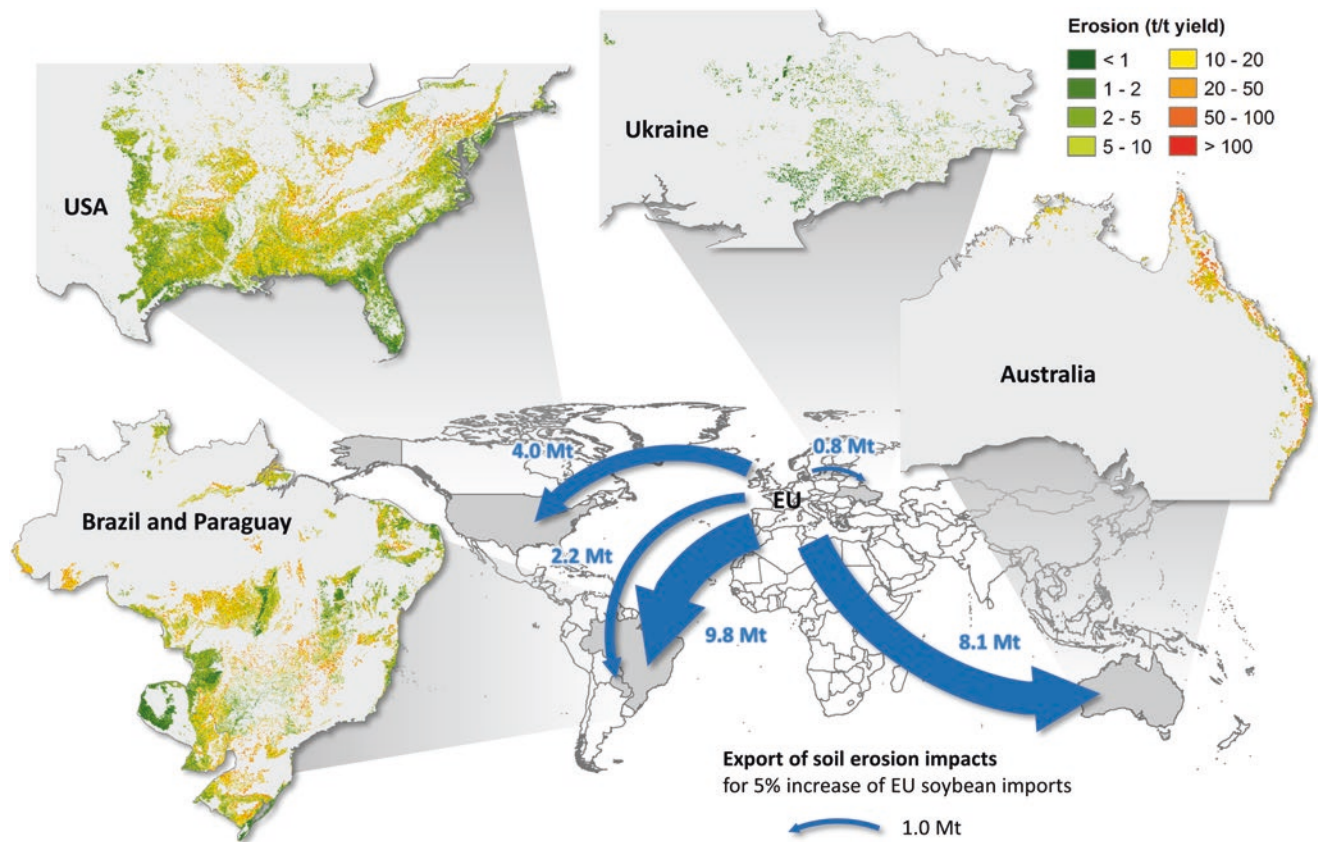 Erosion (t/t yield)
< 1
1 - 2
2 - 5
5 - 10
10 - 20
20 - 50
50 - 100
> 100
Ukraine
USA
Australia
4.0 Mt
0.8 Mt
EU
Brazil and Paraguay
2.2 Mt
9.8 Mt
8.1 Mt
Export of soil erosion impacts
for 5% increase of EU soybean imports
1.0 Mt